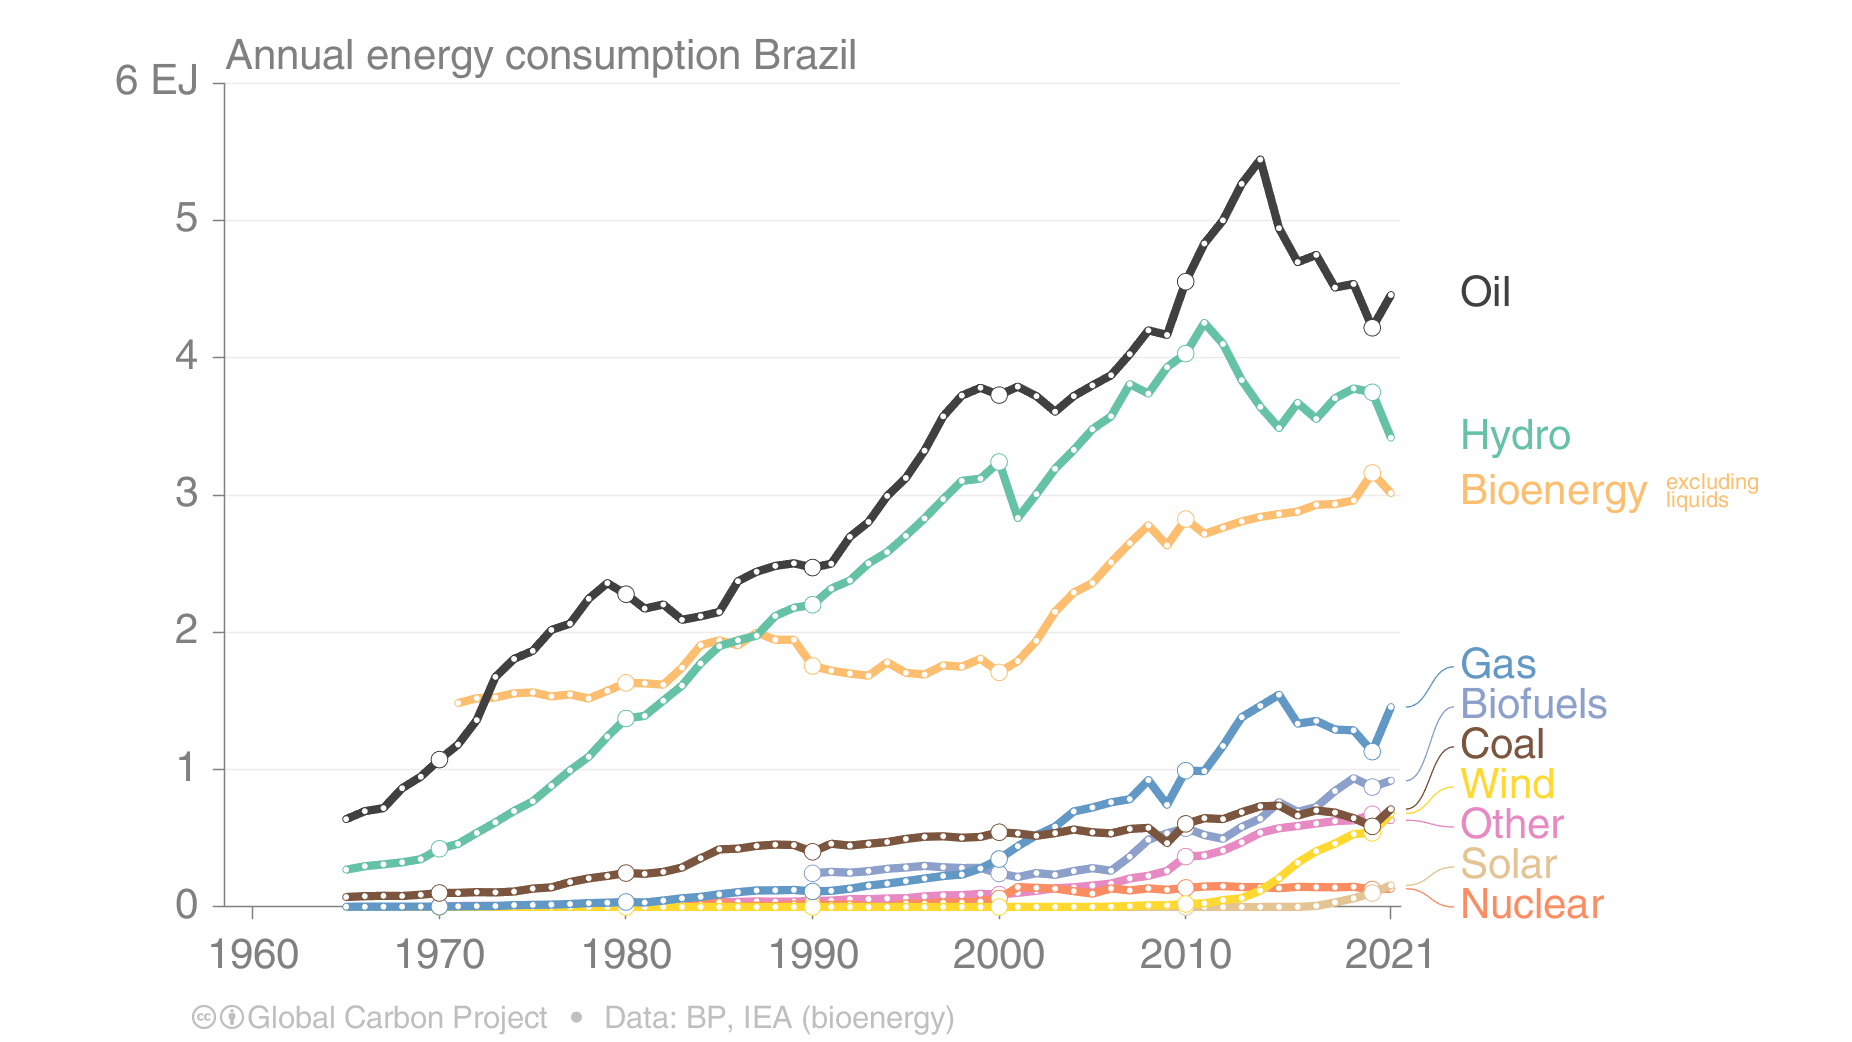 Annual energy consumption Brazil
6 EJ
5
4
3
2
1
0
1960 1970 1980 1990 2000 2010 2021
Oil
Hydro
Bioenergy excluding
liquids
Gas
Biofuels
Coal
Wind
Other
Solar
Nuclear
cc Global Carbon Project • Data: BP, IEA (bioenergy)